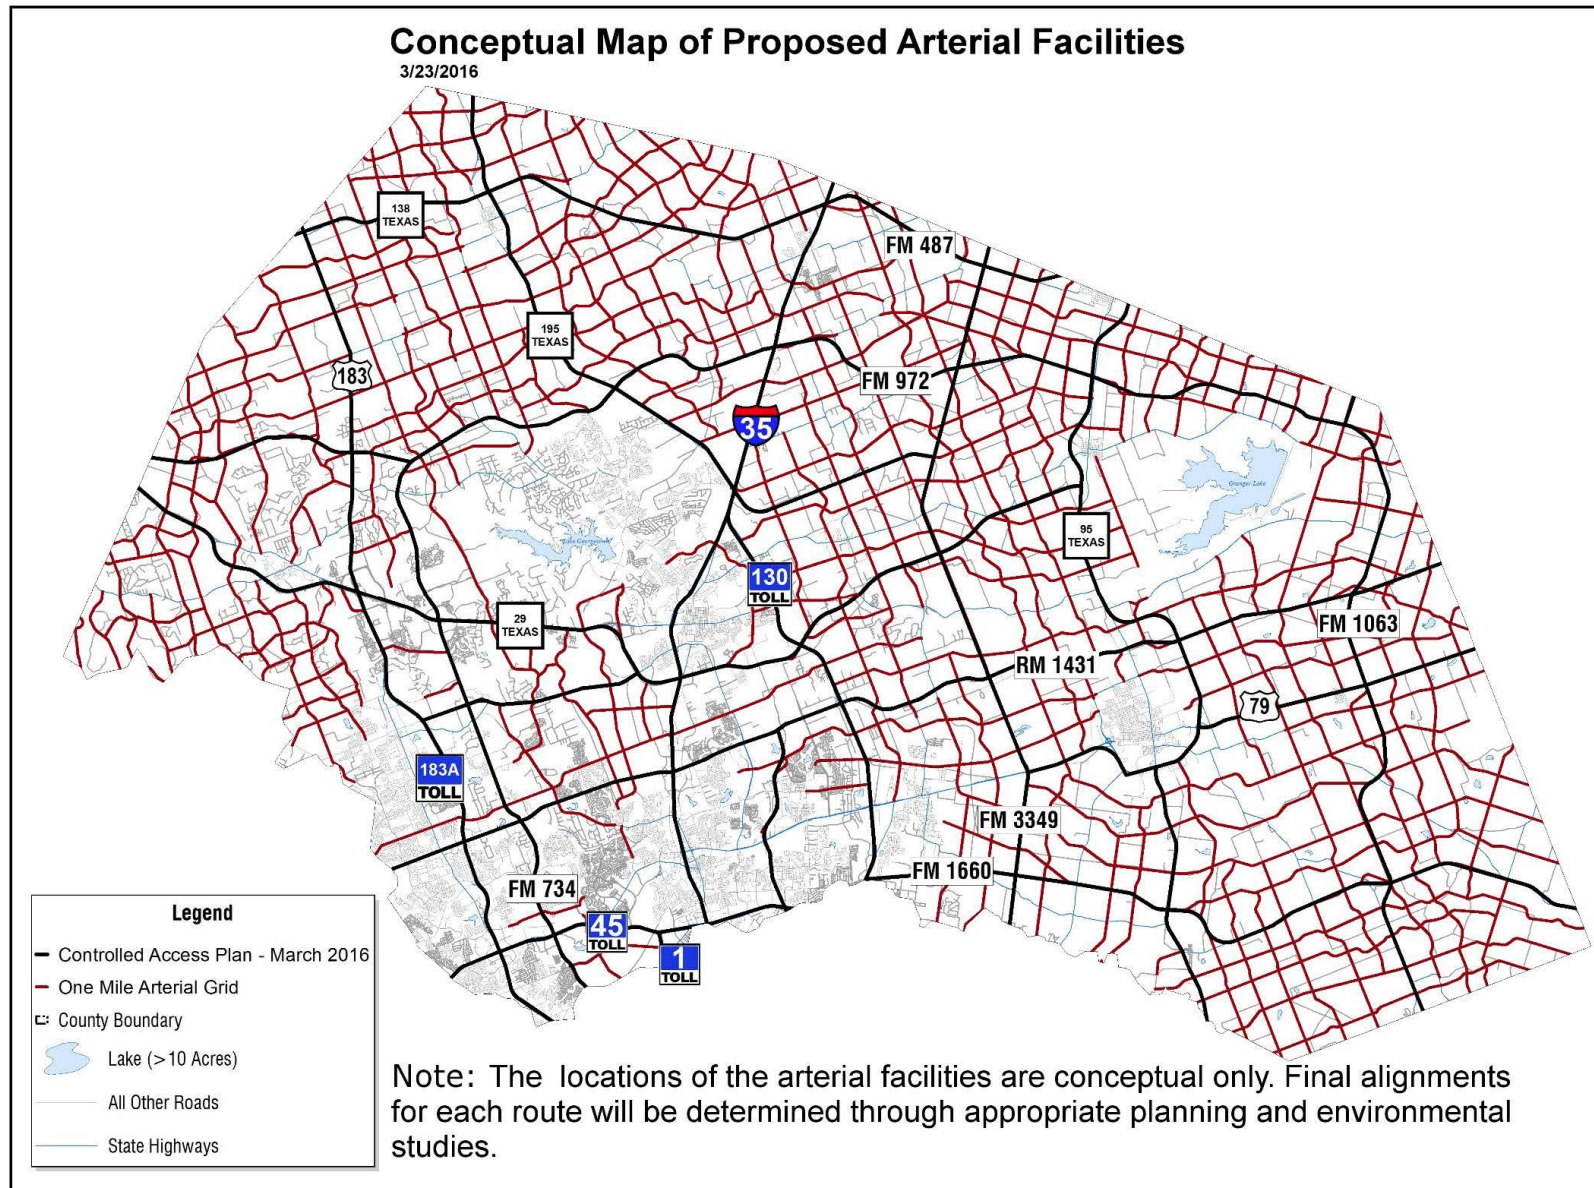 Conceptual Map of Proposed Arterial Facilities
3/23/2016
138
TEXAS
FM 487
195
TEXAS
183
FM 972
35
Granger Lake
95
TEXAS
Lake Georgetown
130
TOLL
29
TEXAS
FM 1063
RM 1431
79
183A
TOLL
FM 3349
FM 1660
FM 734
45
TOLL
1
TOLL
Legend
Controlled Access Plan - March 2016
One Mile Arterial Grid
County Boundary
Lake (>10 Acres)
All Other Roads
State Highways
Note: The locations of the arterial facilities are conceptual only. Final alignments
for each route will be determined through appropriate planning and environmental
studies.